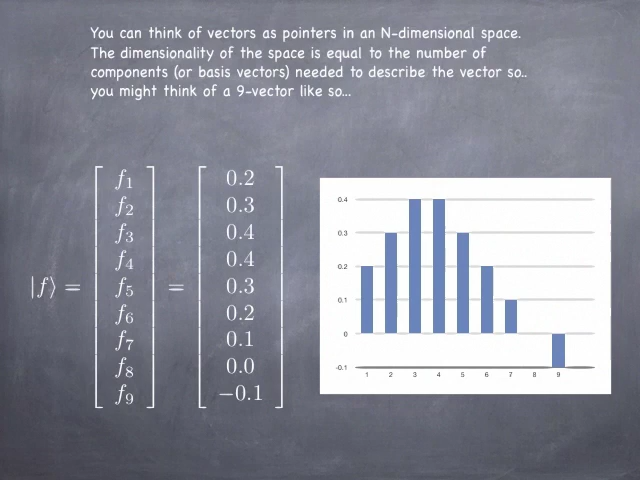 You can think of vectors as pointers in an N-dimensional space.
The dimensionality of the space is equal to the number of
components (or basis vectors) needed to describe the vector so..
you might think of a 9-vector like so...
|f⟩ = [f₁ f₂ f₃ f₄ f₅ f₆ f₇ f₈ f₉] = [0.2 0.3 0.4 0.4 0.3 0.2 0.1 0.0 −0.1]
0.4
0.3
0.2
0.1
0
-0.1
1 2 3 4 5 6 7 8 9